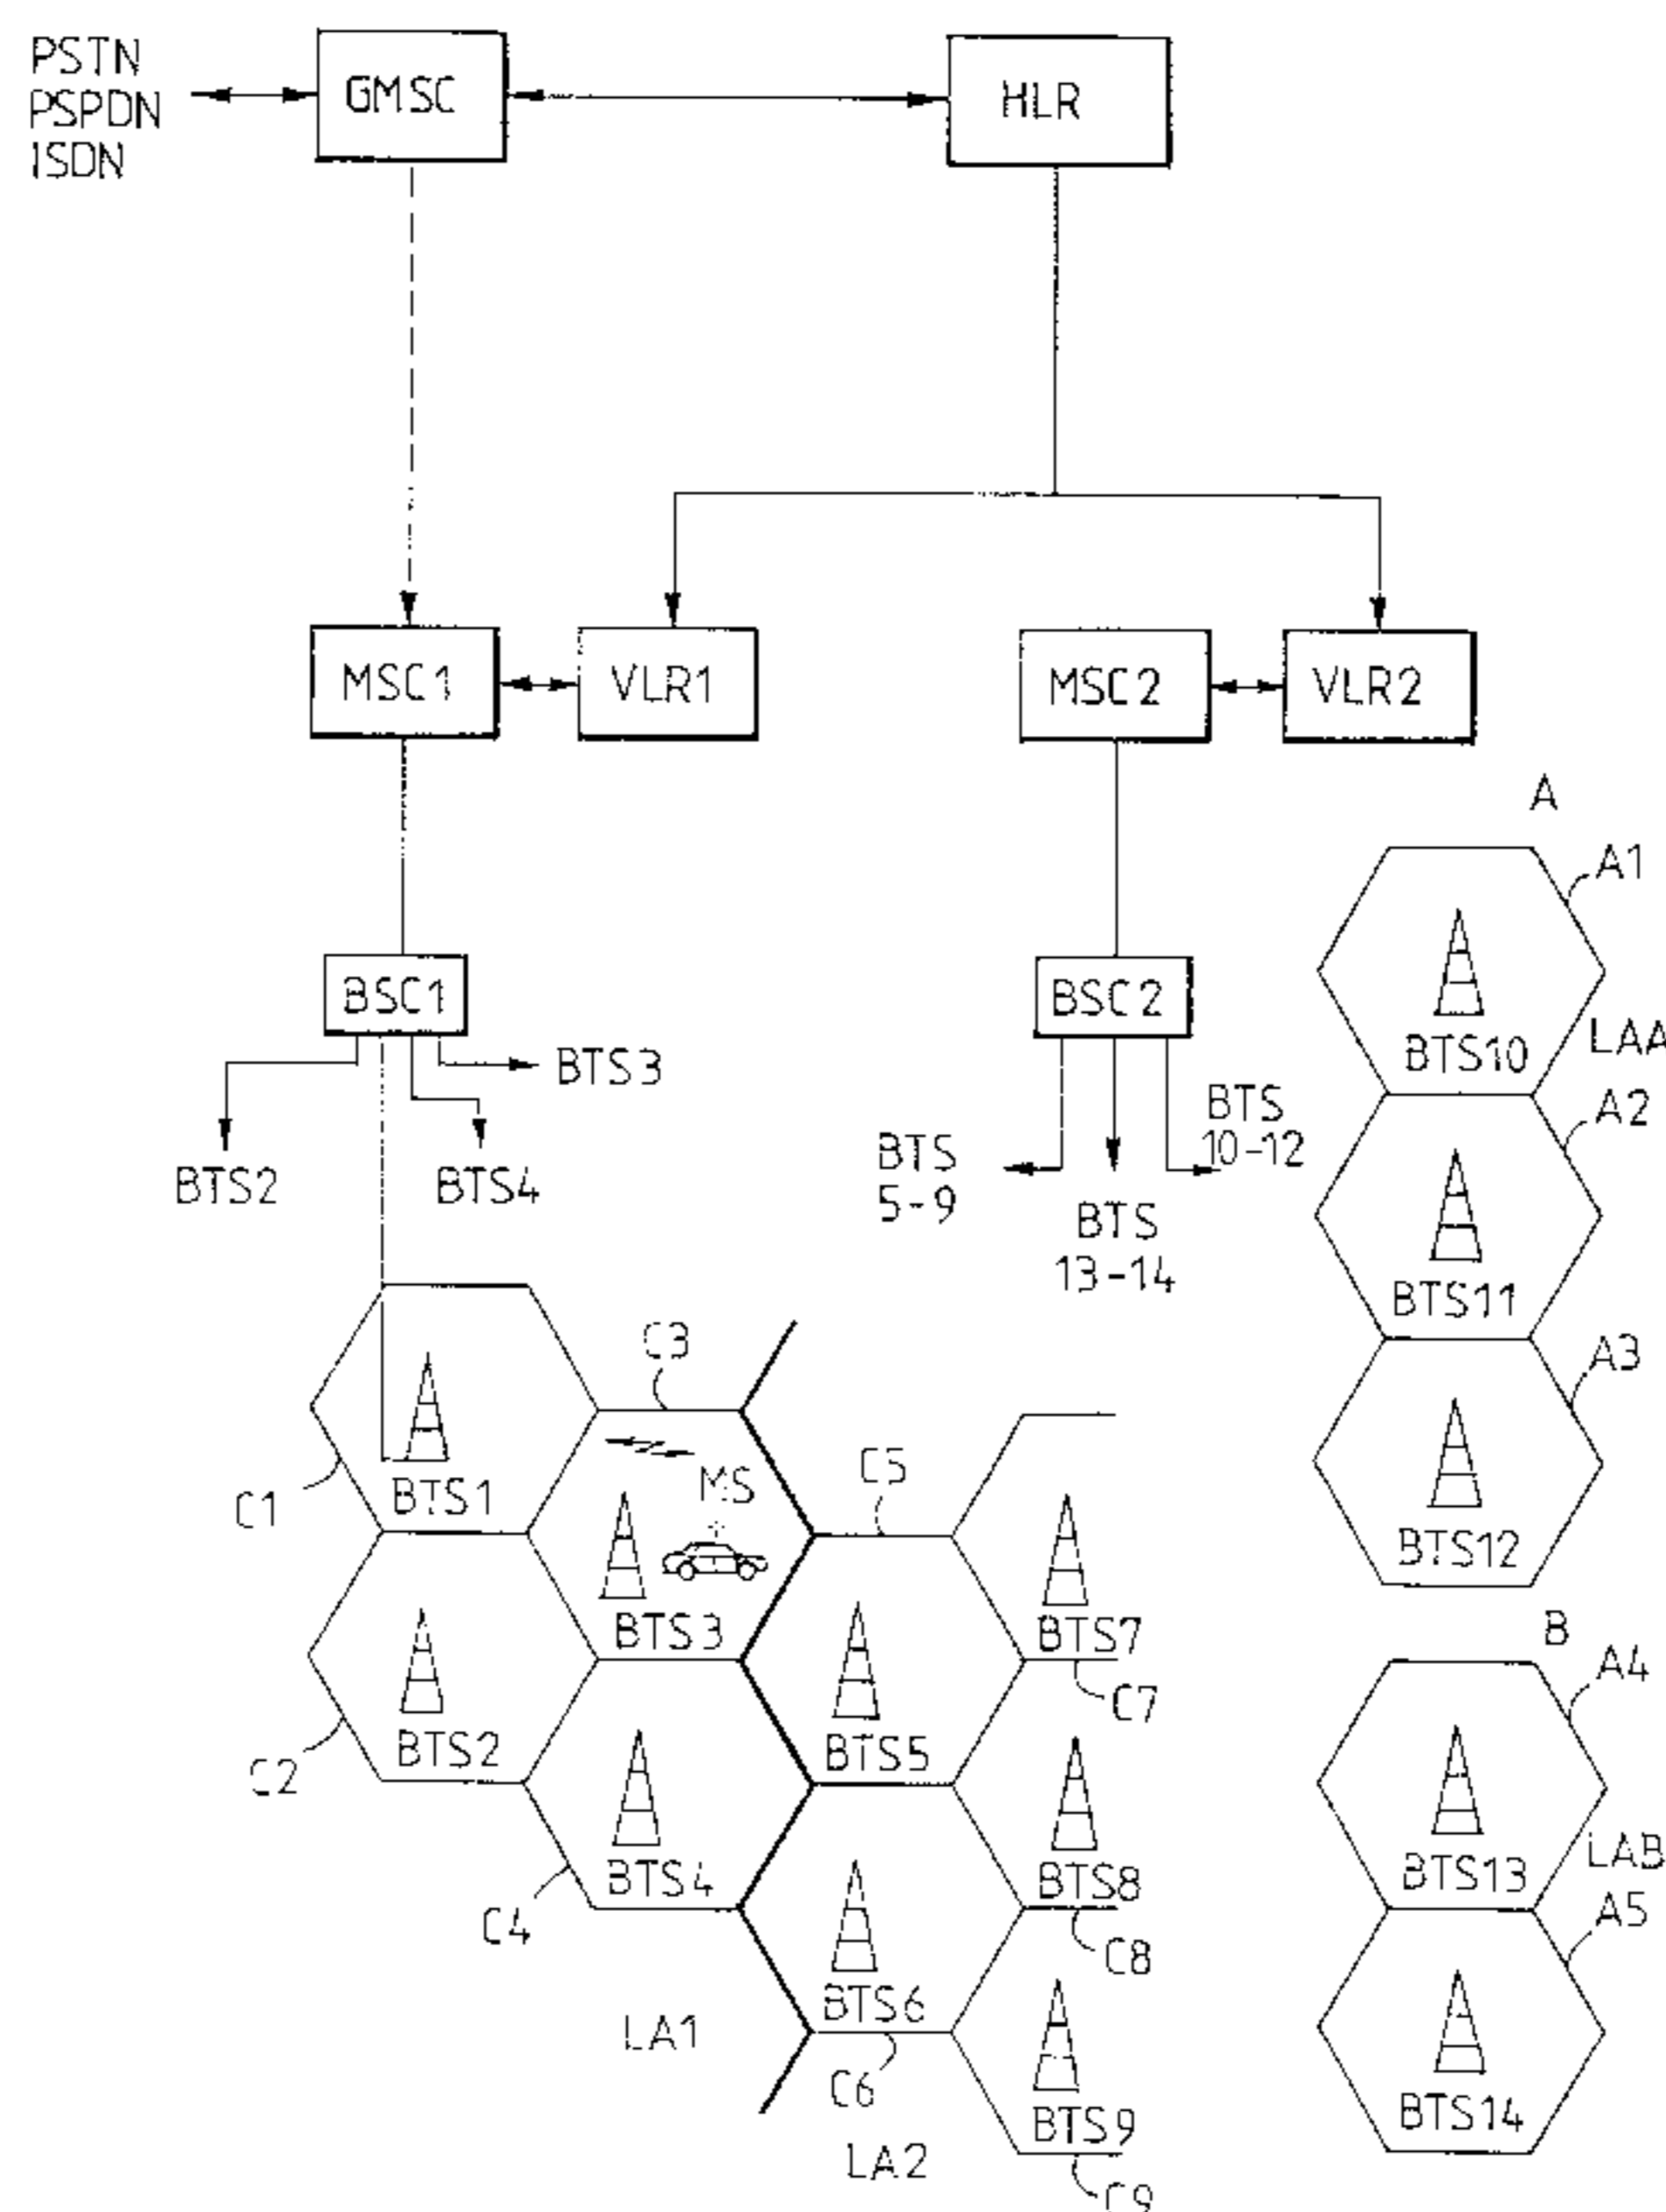 PSTN
PSPDN
ISDN
GMSC
HLR
MSC1
VLR1
MSC2
VLR2
A
A1
BSC1
BSC2
BTS10
LAA
BTS3
A2
BTS
10-12
BTS2
BTS4
BTS
5-9
BTS
13-14
BTS11
C3
A3
C5
MS
C1
BTS1
BTS12
BTS3
BTS7
B
A4
C7
C2
BTS2
BTS5
BTS4
BTS8
BTS13
LAB
C4
C8
A5
BTS6
LA1
C6
BTS9
BTS14
LA2
C9